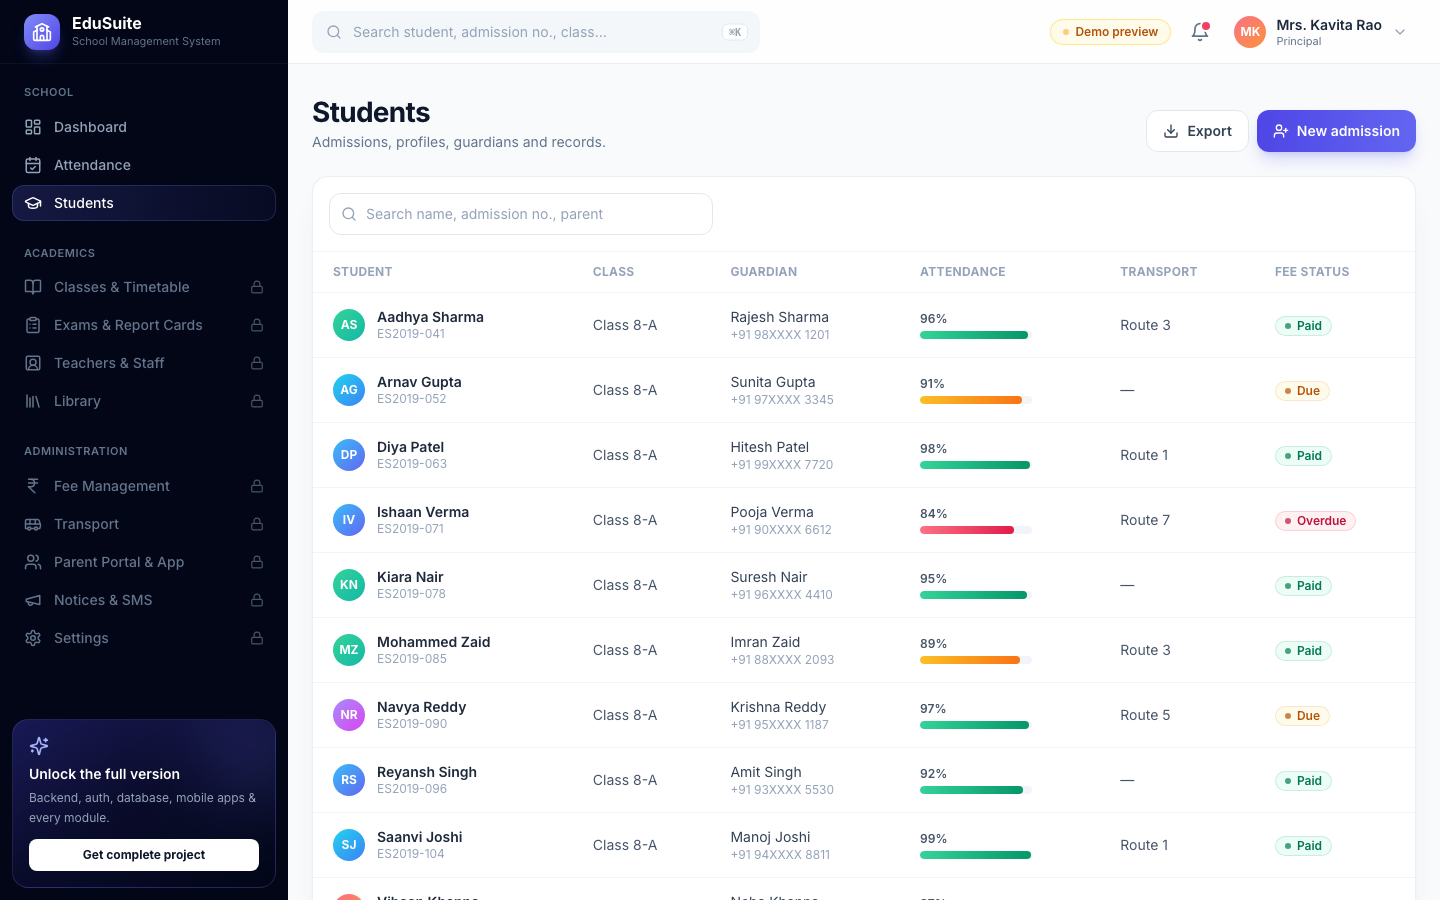 EduSuite
School Management System
Search student, admission no., class...
⌘K
Demo preview
MK
Mrs. Kavita Rao
Principal
SCHOOL
Dashboard
Attendance
Students
ACADEMICS
Classes & Timetable
Exams & Report Cards
Teachers & Staff
Library
ADMINISTRATION
Fee Management
Transport
Parent Portal & App
Notices & SMS
Settings
Unlock the full version
Backend, auth, database, mobile apps &
every module.
Get complete project
Students
Admissions, profiles, guardians and records.
Export
New admission
Search name, admission no., parent
STUDENT CLASS GUARDIAN ATTENDANCE TRANSPORT FEE STATUS
AS Aadhya Sharma Class 8-A Rajesh Sharma 96% Route 3 Paid
ES2019-041 +91 98XXXX 1201
AG Arnav Gupta Class 8-A Sunita Gupta 91% — Due
ES2019-052 +91 97XXXX 3345
DP Diya Patel Class 8-A Hitesh Patel 98% Route 1 Paid
ES2019-063 +91 99XXXX 7720
IV Ishaan Verma Class 8-A Pooja Verma 84% Route 7 Overdue
ES2019-071 +91 90XXXX 6612
KN Kiara Nair Class 8-A Suresh Nair 95% — Paid
ES2019-078 +91 96XXXX 4410
MZ Mohammed Zaid Class 8-A Imran Zaid 89% Route 3 Paid
ES2019-085 +91 88XXXX 2093
NR Navya Reddy Class 8-A Krishna Reddy 97% Route 5 Due
ES2019-090 +91 95XXXX 1187
RS Reyansh Singh Class 8-A Amit Singh 92% — Paid
ES2019-096 +91 93XXXX 5530
SJ Saanvi Joshi Class 8-A Manoj Joshi 99% Route 1 Paid
ES2019-104 +91 94XXXX 8811